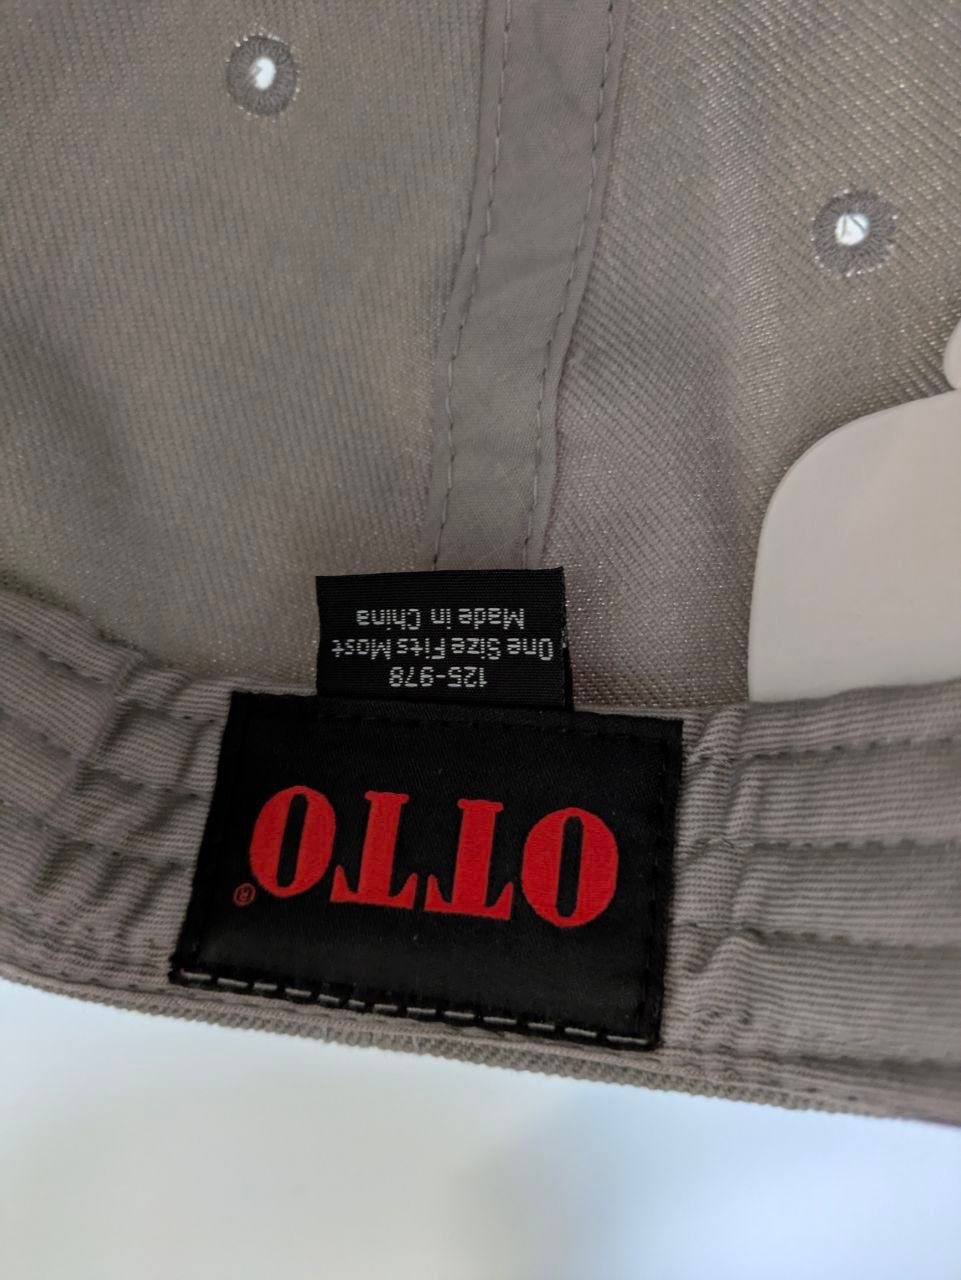 125-978
One Size Fits Most
Made in China
OTTO®